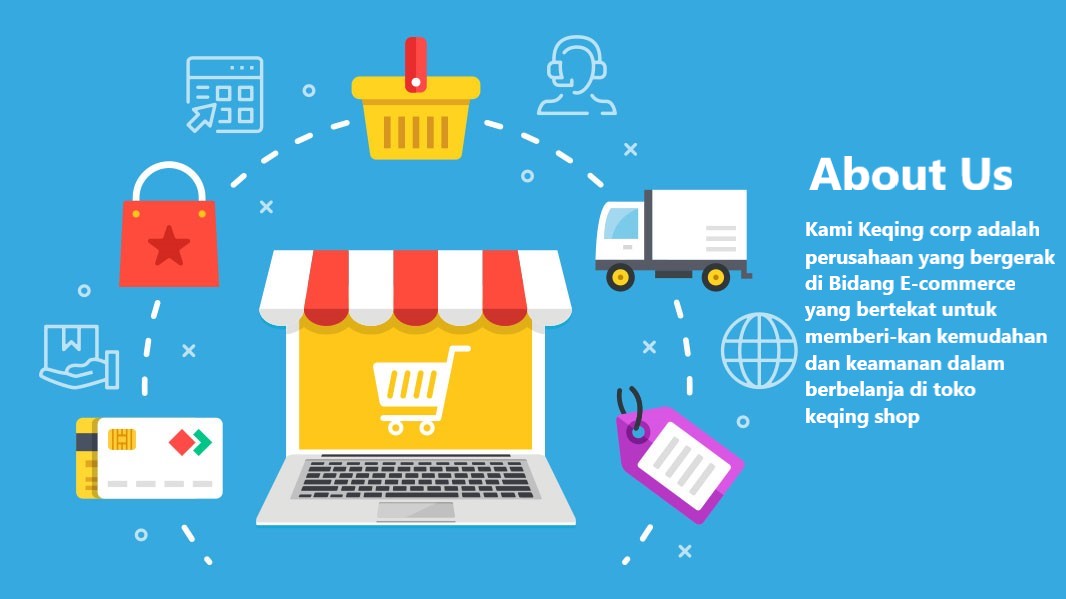 About Us
Kami Keqing corp adalah
perusahaan yang bergerak
di Bidang E-commerce
yang bertekat untuk
memberi-kan kemudahan
dan keamanan dalam
berbelanja di toko
keqing shop